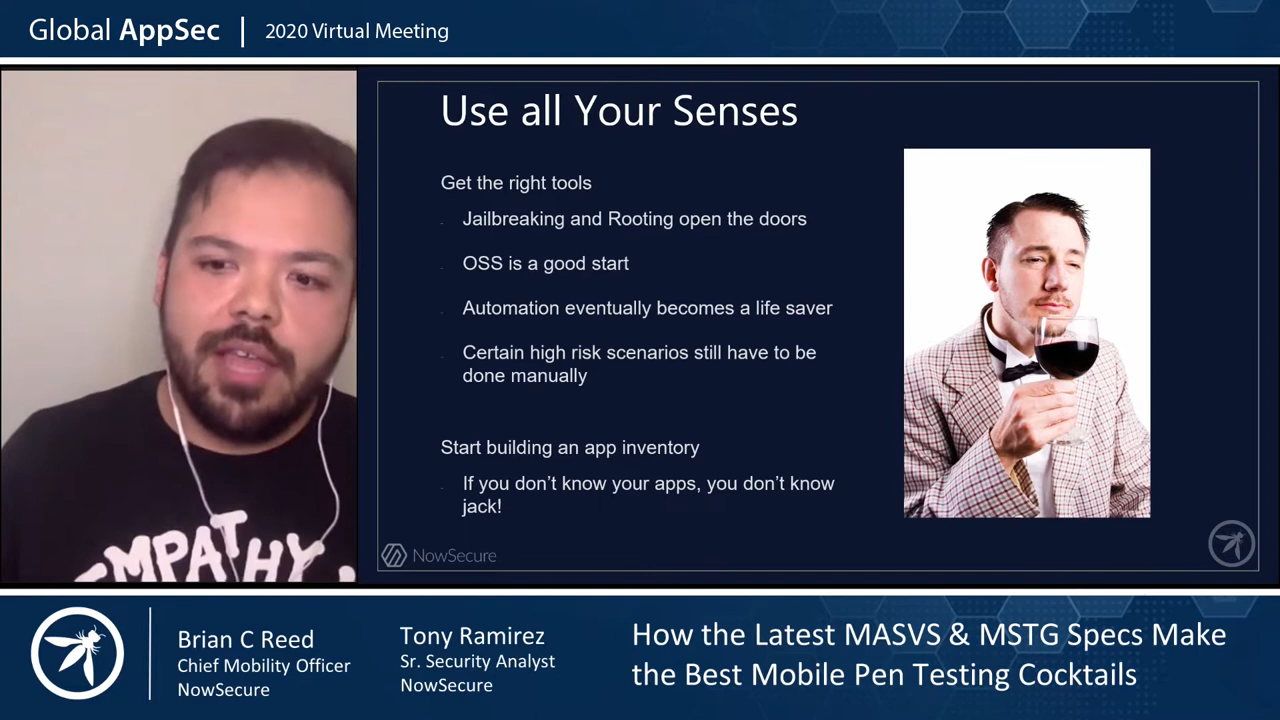 Global AppSec | 2020 Virtual Meeting
Use all Your Senses
Get the right tools
Jailbreaking and Rooting open the doors
OSS is a good start
Automation eventually becomes a life saver
Certain high risk scenarios still have to be
done manually
Start building an app inventory
If you don’t know your apps, you don’t know
jack!
NowSecure
EMPATHY
Brian C Reed
Chief Mobility Officer
NowSecure
Tony Ramirez
Sr. Security Analyst
NowSecure
How the Latest MASVS & MSTG Specs Make
the Best Mobile Pen Testing Cocktails